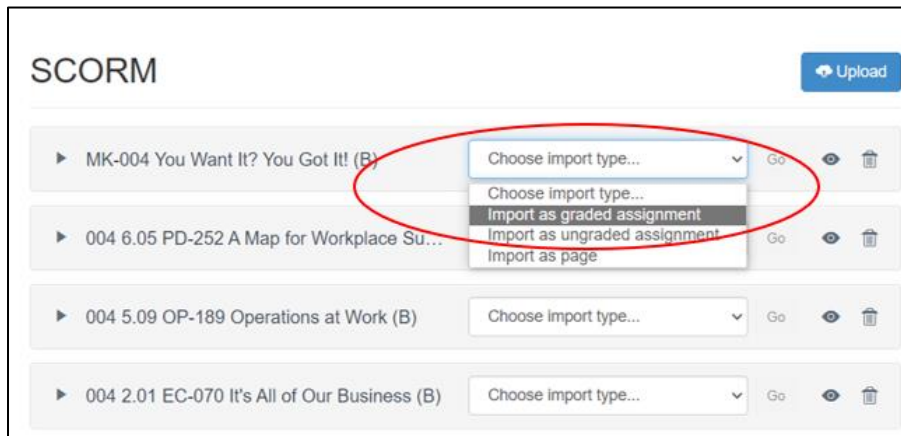 SCORM
Upload
MK-004 You Want It? You Got It! (B)
Choose import type...
Go
Choose import type...
Import as graded assignment
Import as ungraded assignment
Import as page
004 6.05 PD-252 A Map for Workplace Su...
Go
004 5.09 OP-189 Operations at Work (B)
Choose import type...
Go
004 2.01 EC-070 It's All of Our Business (B)
Choose import type...
Go